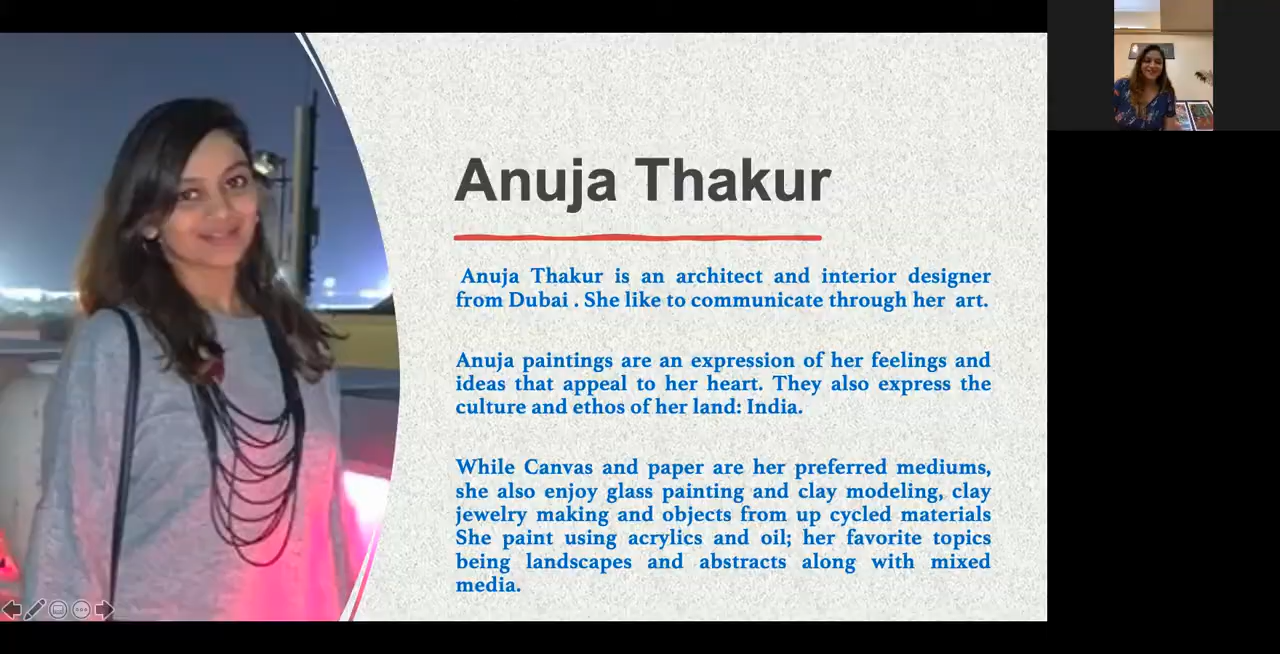 Anuja Thakur
Anuja Thakur is an architect and interior designer
from Dubai . She like to communicate through her art.
Anuja paintings are an expression of her feelings and
ideas that appeal to her heart. They also express the
culture and ethos of her land: India.
While Canvas and paper are her preferred mediums,
she also enjoy glass painting and clay modeling, clay
jewelry making and objects from up cycled materials
She paint using acrylics and oil; her favorite topics
being landscapes and abstracts along with mixed
media.